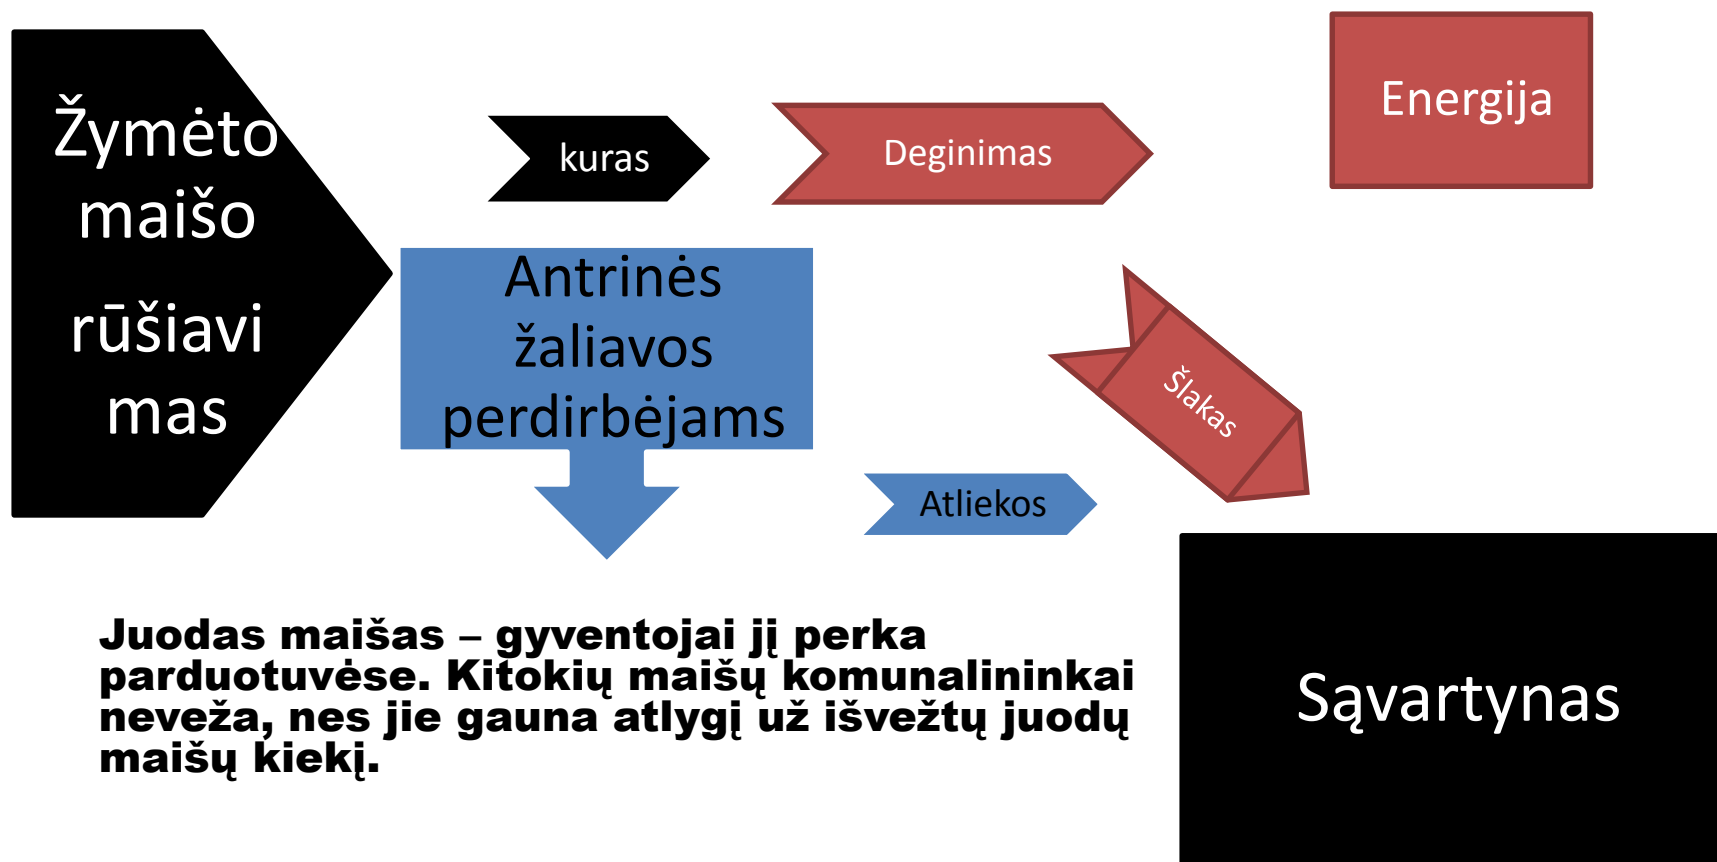 Žymėto
maišo
rūšiavi
mas
kuras
Deginimas
Energija
Antrinės
žaliavos
perdirbėjams
Šlakas
Atliekos
Juodas maišas – gyventojai jį perka
parduotuvėse. Kitokių maišų komunalininkai
neveža, nes jie gauna atlygį už išvežtų juodų
maišų kiekį.
Sąvartynas